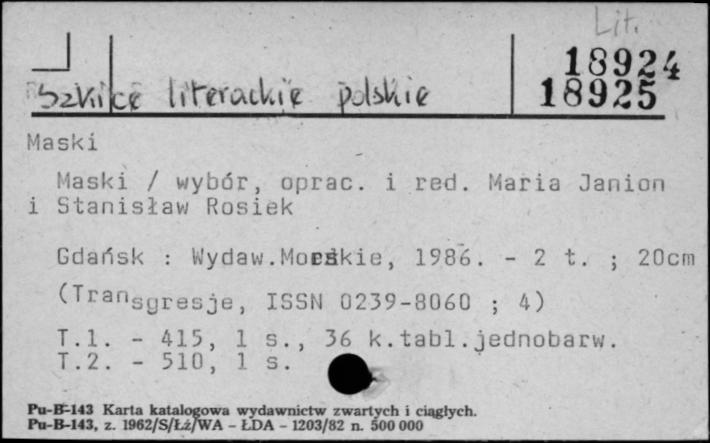 Lit.
18924
Szkice literackie polskie 18925
Maski
Maski / wybór, oprac. i red. Maria Janion
i Stanisław Rosiek
Gdańsk : Wydaw.Morskie, 1986. - 2 t. ; 20cm
(Transgresje, ISSN 0239-8060 ; 4)
T.1. - 415, 1 s., 36 k.tabl.jednobarw.
T.2. - 510, 1 s.
Pu-B-143 Karta katalogowa wydawnictw zwartych i ciągłych.
Pu-B-143, z. 1962/S/Łż/WA - ŁDA - 1203/82 n. 500 000